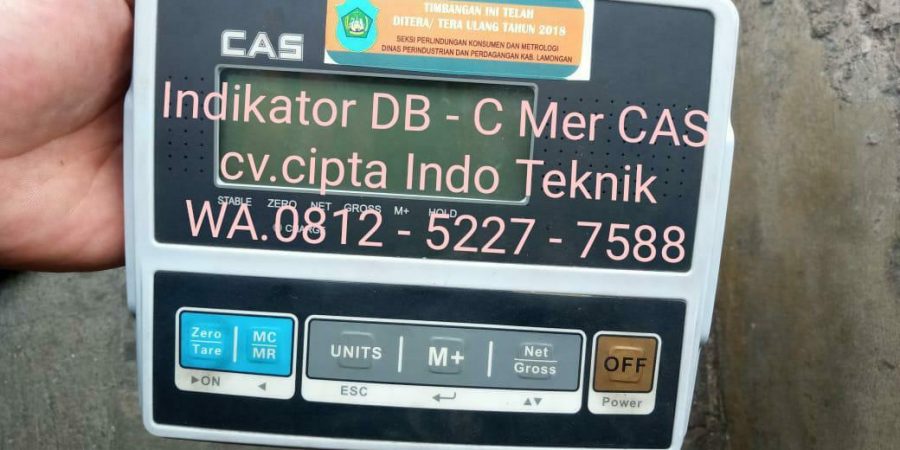 TIMBANGAN INI TELAH
DITERA/ TERA ULANG TAHUN 2018
SEKSI PERLINDUNGAN KONSUMEN DAN METROLOGI
DINAS PERINDUSTRIAN DAN PERDAGANGAN KAB. LAMONGAN
CAS
Indikator DB - C Mer CAS
cv.cipta Indo Teknik
STABLE ZERO NET GROSS M+ HOLD
CHARGE
WA.0812 - 5227 - 7588
Zero Tare MC MR UNITS M+ Net Gross OFF
▶ON ◀ ESC ↵ ▲▼ Power